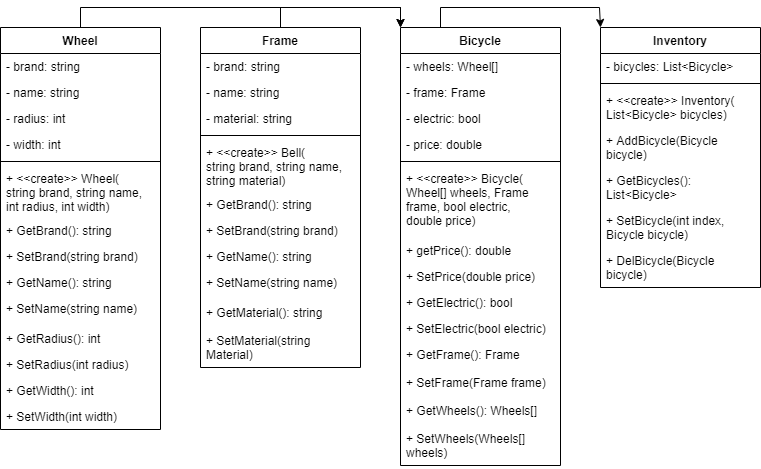 Wheel
- brand: string
- name: string
- radius: int
- width: int
+ <<create>> Wheel(
string brand, string name,
int radius, int width)
+ GetBrand(): string
+ SetBrand(string brand)
+ GetName(): string
+ SetName(string name)
+ GetRadius(): int
+ SetRadius(int radius)
+ GetWidth(): int
+ SetWidth(int width)
Frame
- brand: string
- name: string
- material: string
+ <<create>> Bell(
string brand, string name,
string material)
+ GetBrand(): string
+ SetBrand(string brand)
+ GetName(): string
+ SetName(string name)
+ GetMaterial(): string
+ SetMaterial(string
Material)
Bicycle
- wheels: Wheel[]
- frame: Frame
- electric: bool
- price: double
+ <<create>> Bicycle(
Wheel[] wheels, Frame
frame, bool electric,
double price)
+ getPrice(): double
+ SetPrice(double price)
+ GetElectric(): bool
+ SetElectric(bool electric)
+ GetFrame(): Frame
+ SetFrame(Frame frame)
+ GetWheels(): Wheels[]
+ SetWheels(Wheels[]
wheels)
Inventory
- bicycles: List<Bicycle>
+ <<create>> Inventory(
List<Bicycle> bicycles)
+ AddBicycle(Bicycle
bicycle)
+ GetBicycles():
List<Bicycle>
+ SetBicycle(int index,
Bicycle bicycle)
+ DelBicycle(Bicycle
bicycle)